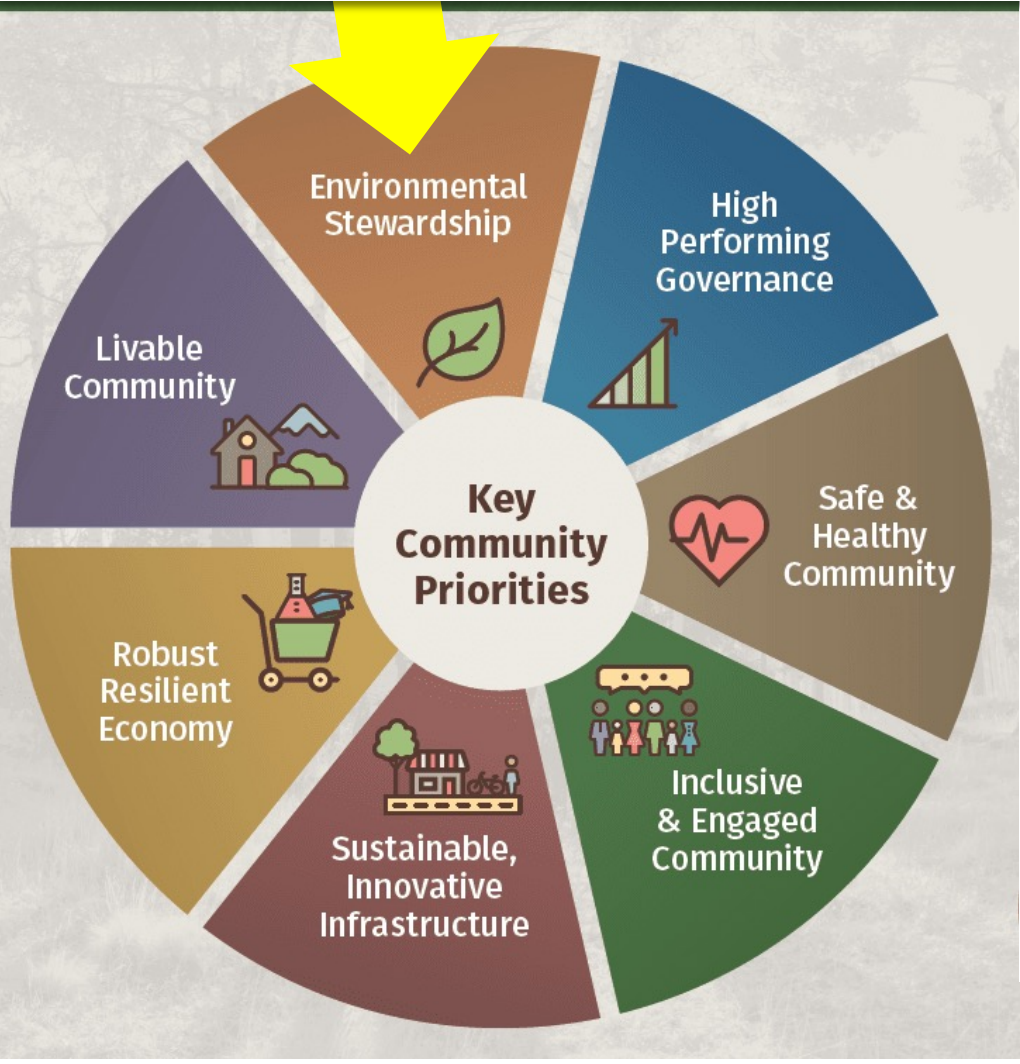 Environmental
Stewardship
High
Performing
Governance
Livable
Community
Key
Community
Priorities
Safe &
Healthy
Community
Robust
Resilient
Economy
Inclusive
& Engaged
Community
Sustainable,
Innovative
Infrastructure